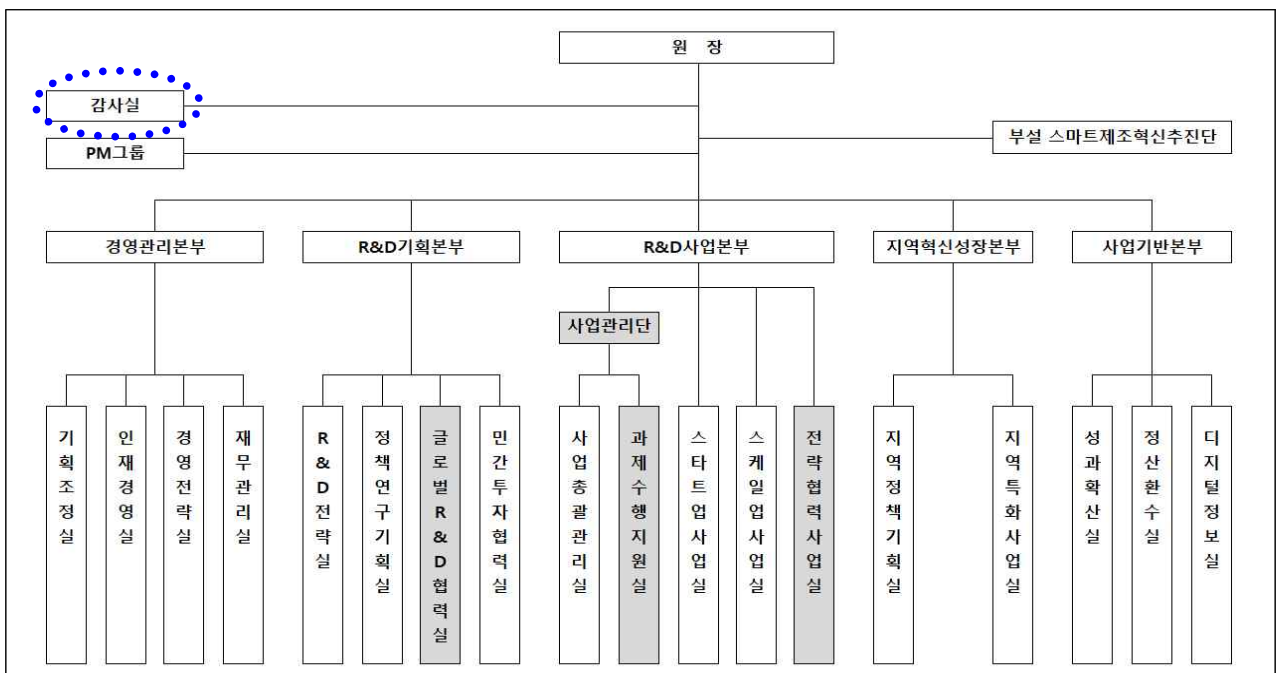 원 장
감사실
부설 스마트제조혁신추진단
PM그룹
경영관리본부
R&D기획본부
R&D사업본부
지역혁신성장본부
사업기반본부
사업관리단
기획조정실
인재경영실
경영전략실
재무관리실
R&D전략실
정책연구기획실
글로벌R&D협력실
민간투자협력실
사업총괄관리실
과제수행지원실
스타트업사업실
스케일업사업실
전략협력사업실
지역정책기획실
지역특화사업실
성과확산실
정산환수실
디지털정보실